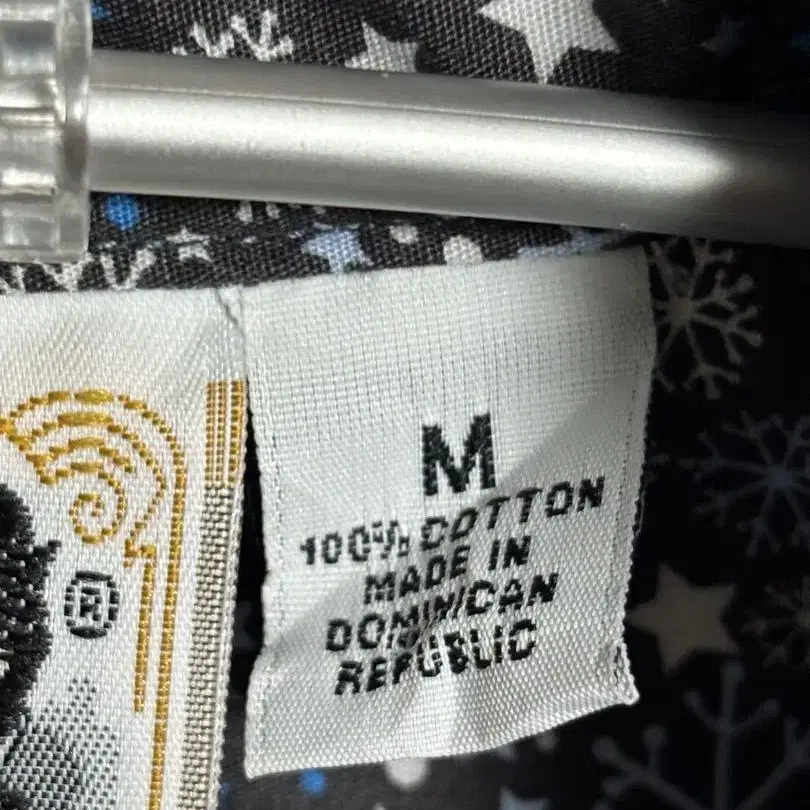 M
100% COTTON
MADE IN
DOMINICAN
REPUBLIC
®